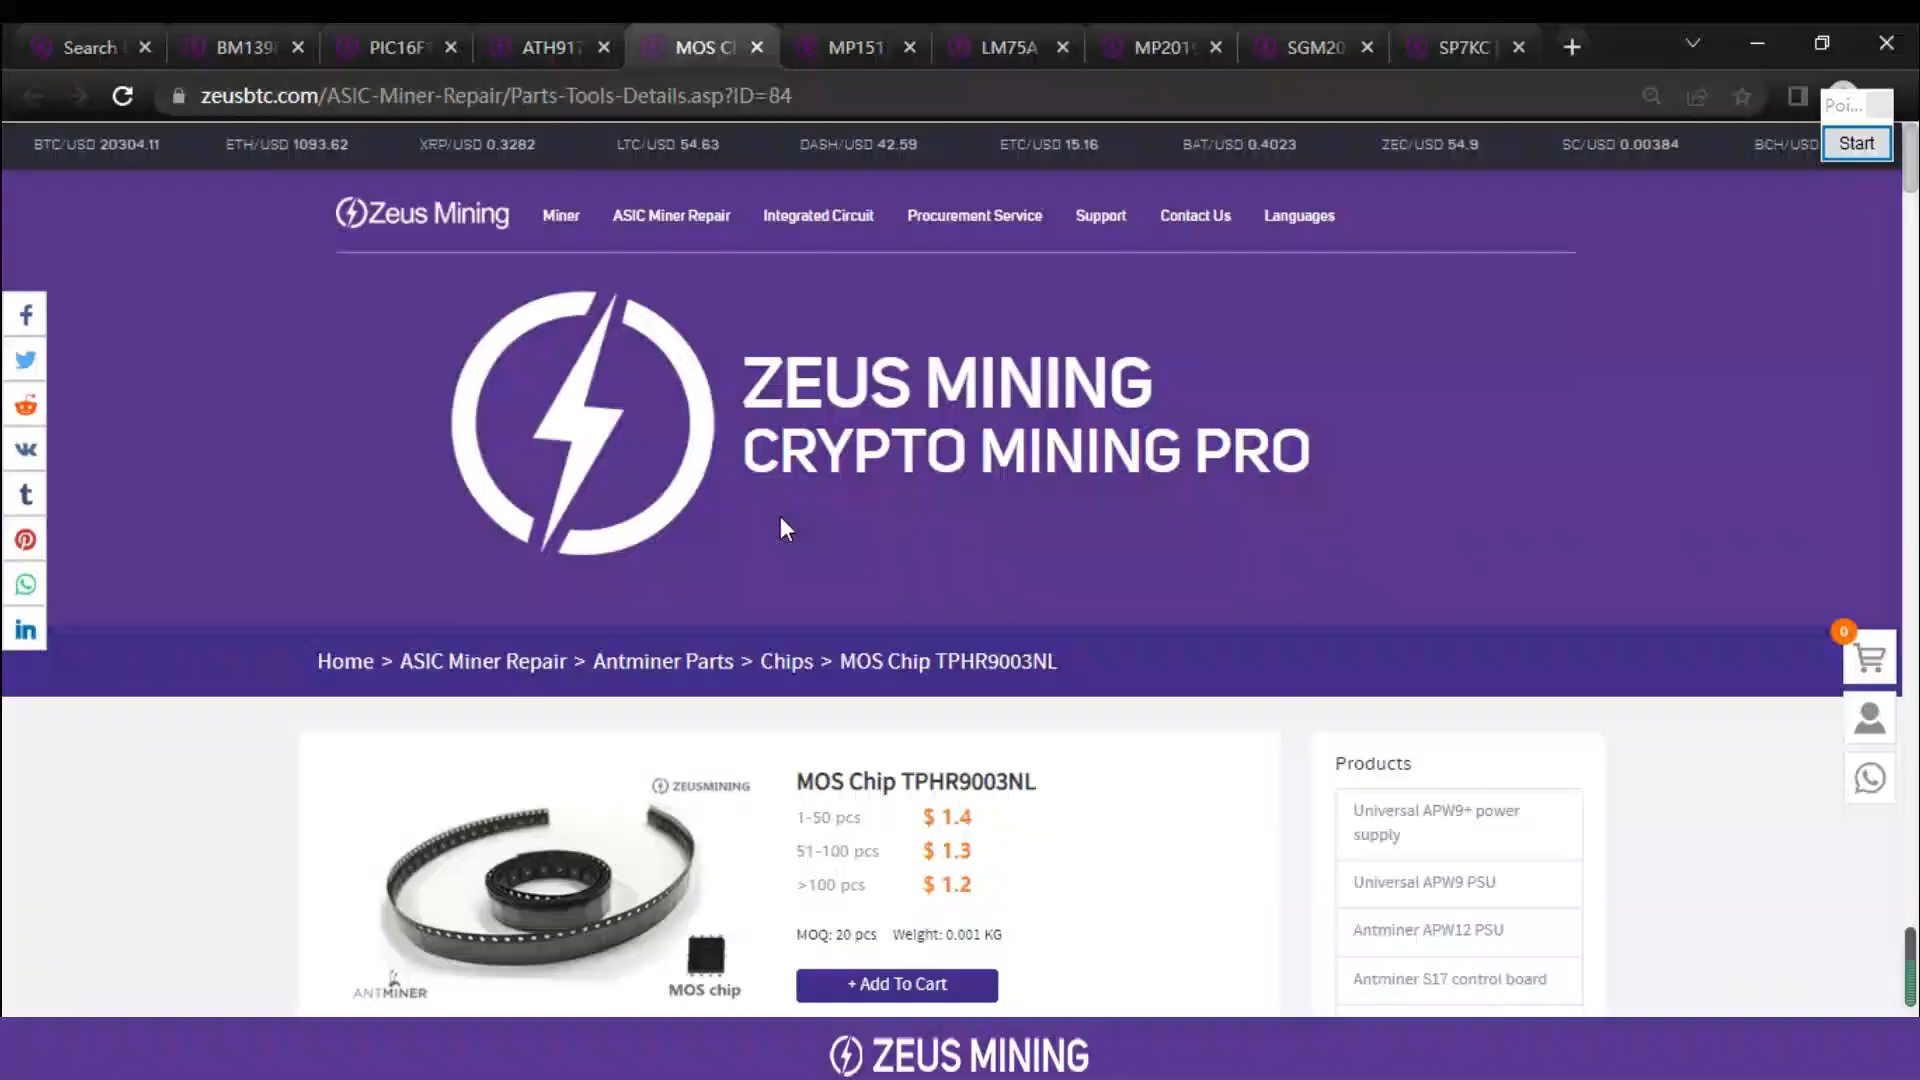 Search
BM139
PIC16F
ATH91
MOS C
MP151
LM75A
MP201
SGM20
SP7KC
zeusbtc.com/ASIC-Miner-Repair/Parts-Tools-Details.asp?ID=84
Poi...
Start
BTC/USD 20304.11
ETH/USD 1093.62
XRP/USD 0.3282
LTC/USD 54.63
DASH/USD 42.59
ETC/USD 15.16
BAT/USD 0.4023
ZEC/USD 54.9
SC/USD 0.00384
BCH/USD
Zeus Mining
Miner
ASIC Miner Repair
Integrated Circuit
Procurement Service
Support
Contact Us
Languages
ZEUS MINING
CRYPTO MINING PRO
0
Home > ASIC Miner Repair > Antminer Parts > Chips > MOS Chip TPHR9003NL
ZEUSMINING
ANTMINER
MOS chip
MOS Chip TPHR9003NL
1-50 pcs $ 1.4
51-100 pcs $ 1.3
>100 pcs $ 1.2
MOQ: 20 pcs Weight: 0.001 KG
+ Add To Cart
Products
Universal APW9+ power
supply
Universal APW9 PSU
Antminer APW12 PSU
Antminer S17 control board
ZEUS MINING